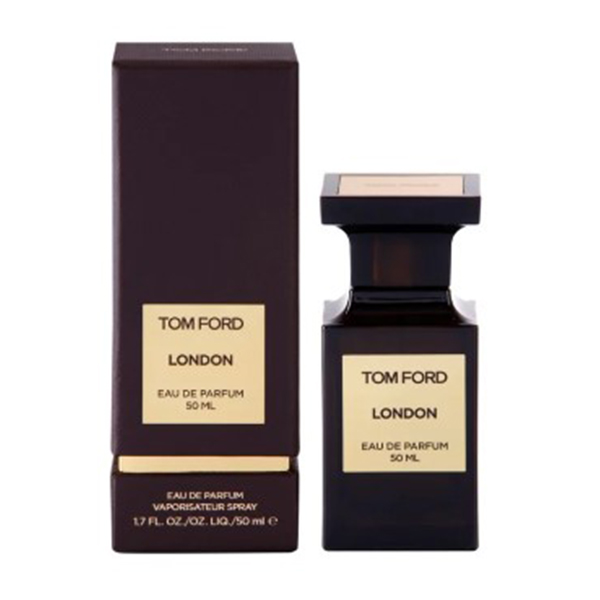 TOM FORD
LONDON
EAU DE PARFUM
50 ML
EAU DE PARFUM
VAPORISATEUR SPRAY
1.7 FL. OZ./OZ. LIQ./50 ml e
TOM FORD
LONDON
EAU DE PARFUM
50 ML